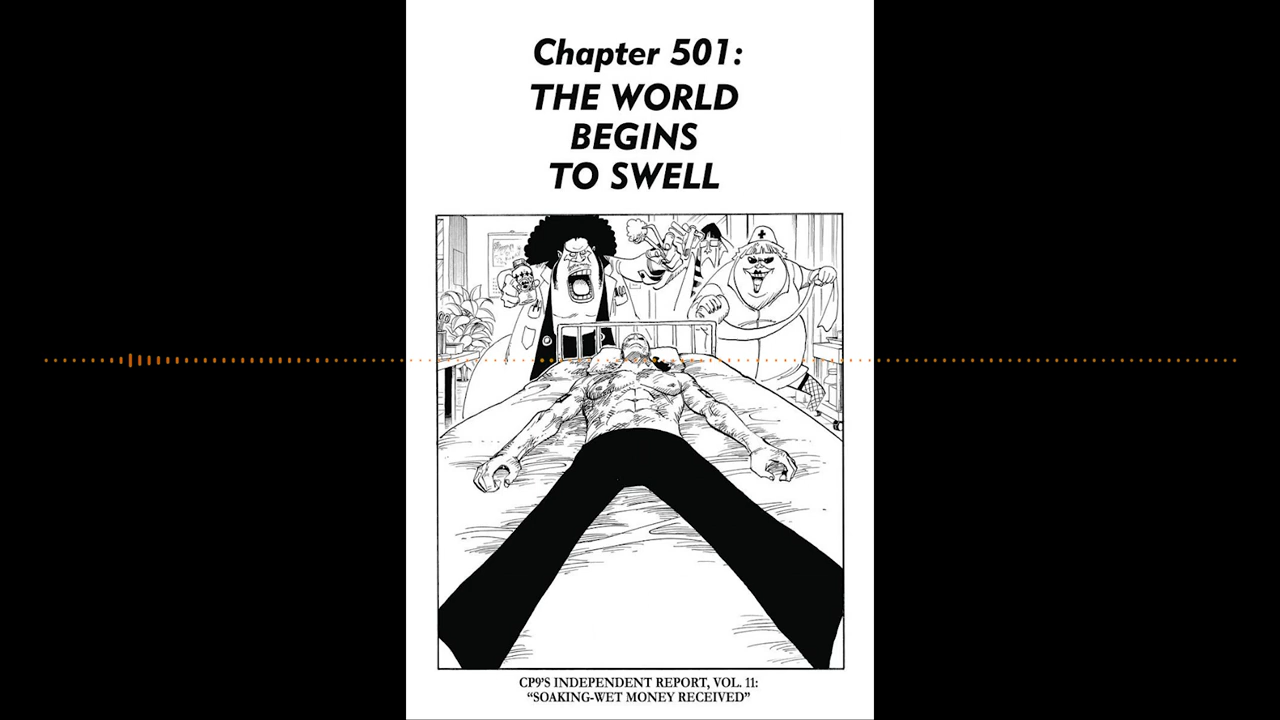 Chapter 501:
THE WORLD
BEGINS
TO SWELL
CP9'S INDEPENDENT REPORT, VOL. 11:
"SOAKING-WET MONEY RECEIVED"